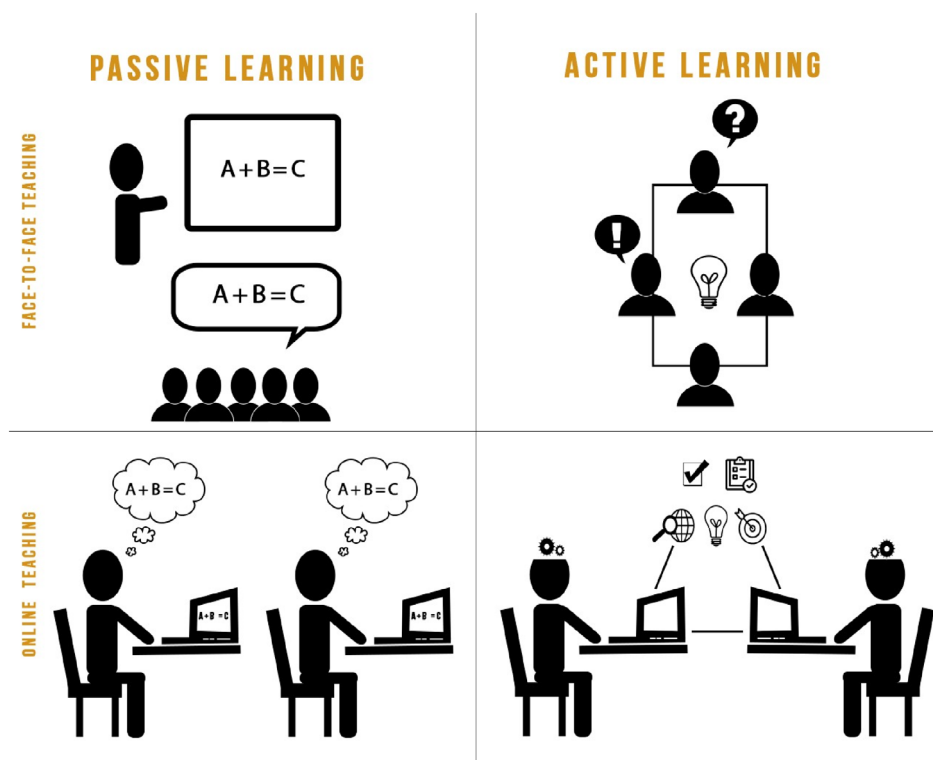 PASSIVE LEARNING
ACTIVE LEARNING
FACE-TO-FACE TEACHING
A+B=C
?
!
A+B=C
ONLINE TEACHING
A+B=C
A+B=C
A+B=C
A+B=C